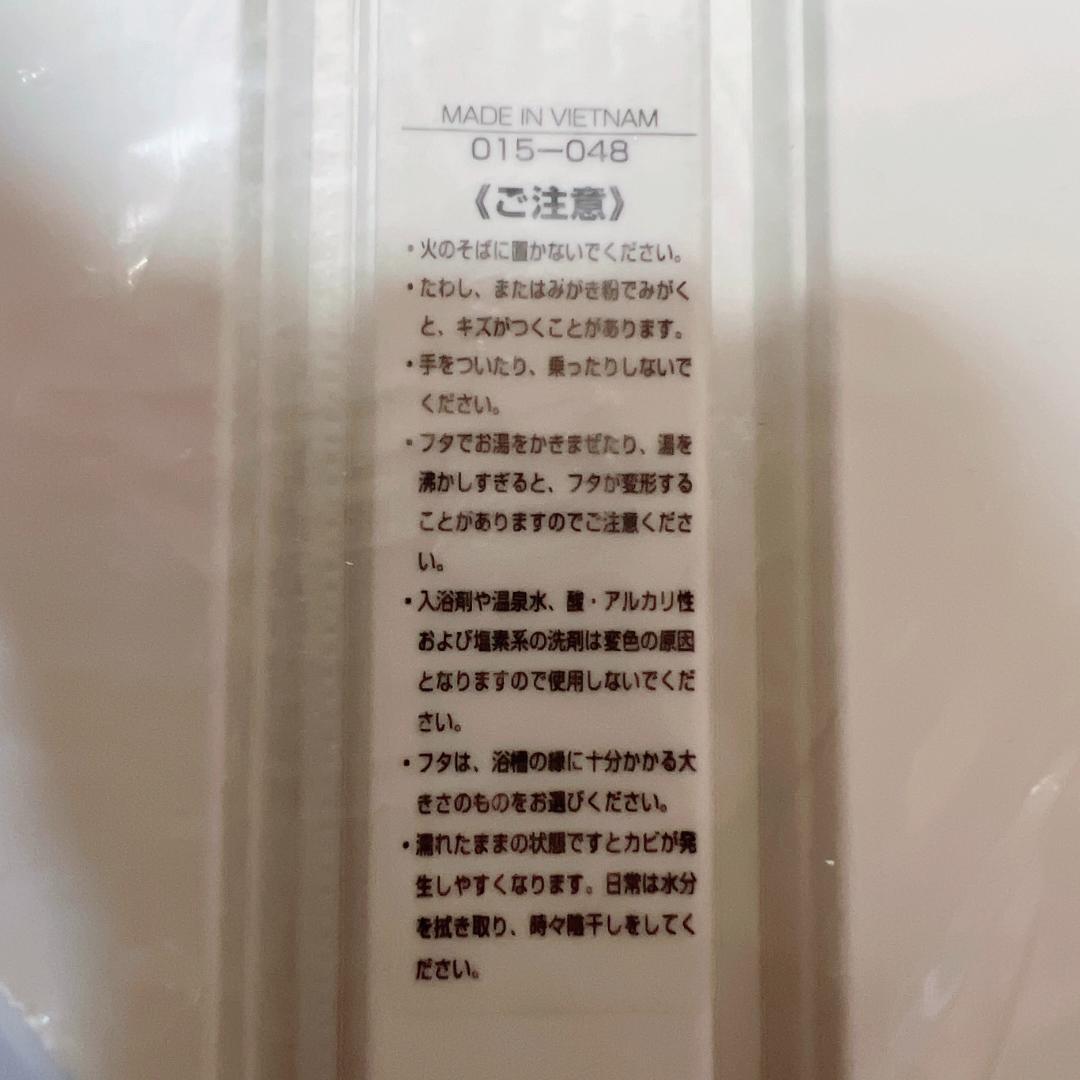 MADE IN VIETNAM
015-048
《ご注意》
・火のそばに置かないでください。
・たわし、またはみがき粉でみがく
と、キズがつくことがあります。
・手をついたり、乗ったりしないで
ください。
・フタでお湯をかきまぜたり、湯を
沸かしすぎると、フタが変形する
ことがありますのでご注意くださ
い。
・入浴剤や温泉水、酸・アルカリ性
および塩素系の洗剤は変色の原因
となりますので使用しないでくだ
さい。
・フタは、浴槽の縁に十分かかる大
きさのものをお選びください。
・濡れたままの状態ですとカビが発
生しやすくなります。日常は水分
を拭き取り、時々陰干しをしてく
ださい。